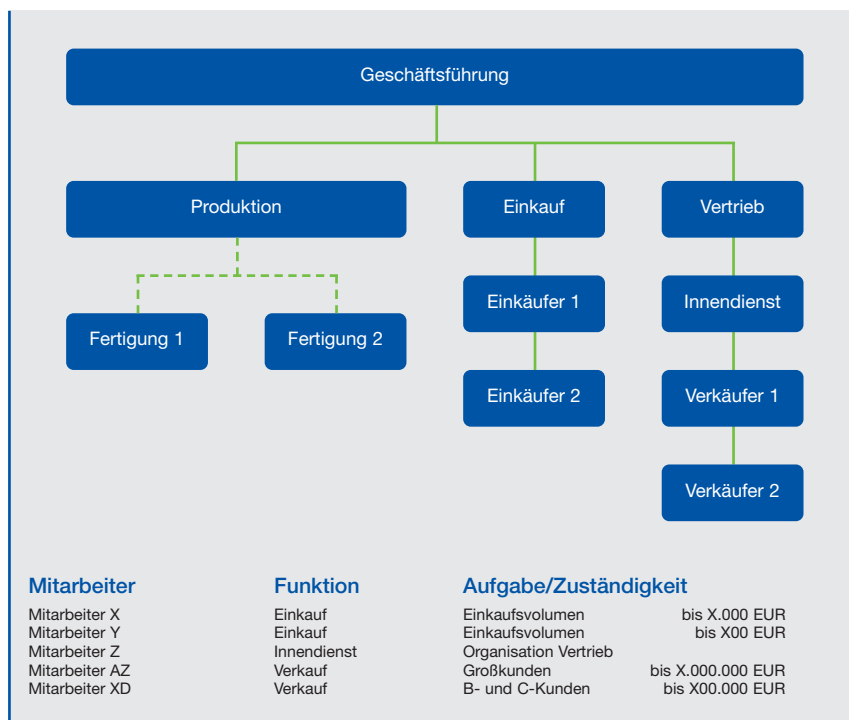 Geschäftsführung
Produktion Einkauf Vertrieb
Einkäufer 1 Innendienst
Fertigung 1 Fertigung 2
Einkäufer 2 Verkäufer 1
Verkäufer 2
Mitarbeiter Funktion Aufgabe/Zuständigkeit
Mitarbeiter X Einkauf Einkaufsvolumen bis X.000 EUR
Mitarbeiter Y Einkauf Einkaufsvolumen bis X00 EUR
Mitarbeiter Z Innendienst Organisation Vertrieb
Mitarbeiter AZ Verkauf Großkunden bis X.000.000 EUR
Mitarbeiter XD Verkauf B- und C-Kunden bis X00.000 EUR